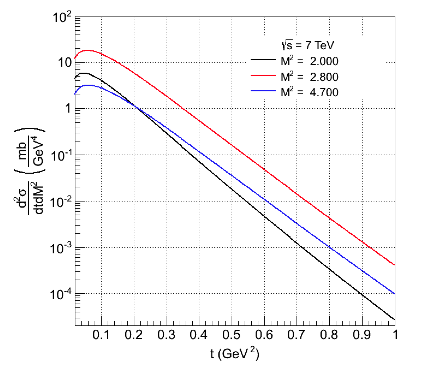 10²
10
1
10⁻¹
10⁻²
10⁻³
10⁻⁴
d²σ/dtdM² (mb/GeV⁴)
√s = 7 TeV
M² = 2.000
M² = 2.800
M² = 4.700
0.1 0.2 0.3 0.4 0.5 0.6 0.7 0.8 0.9 1
t (GeV²)